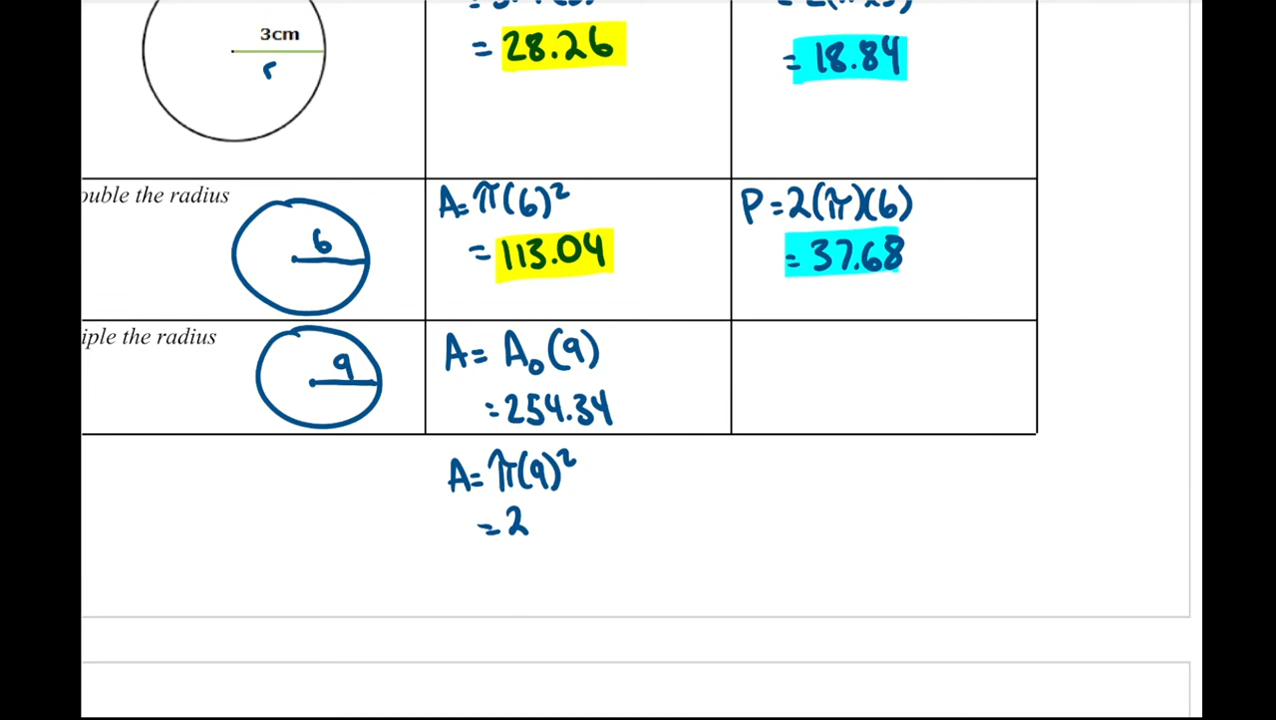 3cm
r
= 28.26
= 18.84
ouble the radius
6
A = π(6)²
= 113.04
P = 2(π)(6)
= 37.68
iple the radius
9
A = A₀(9)
= 254.34
A = π(9)²
= 2